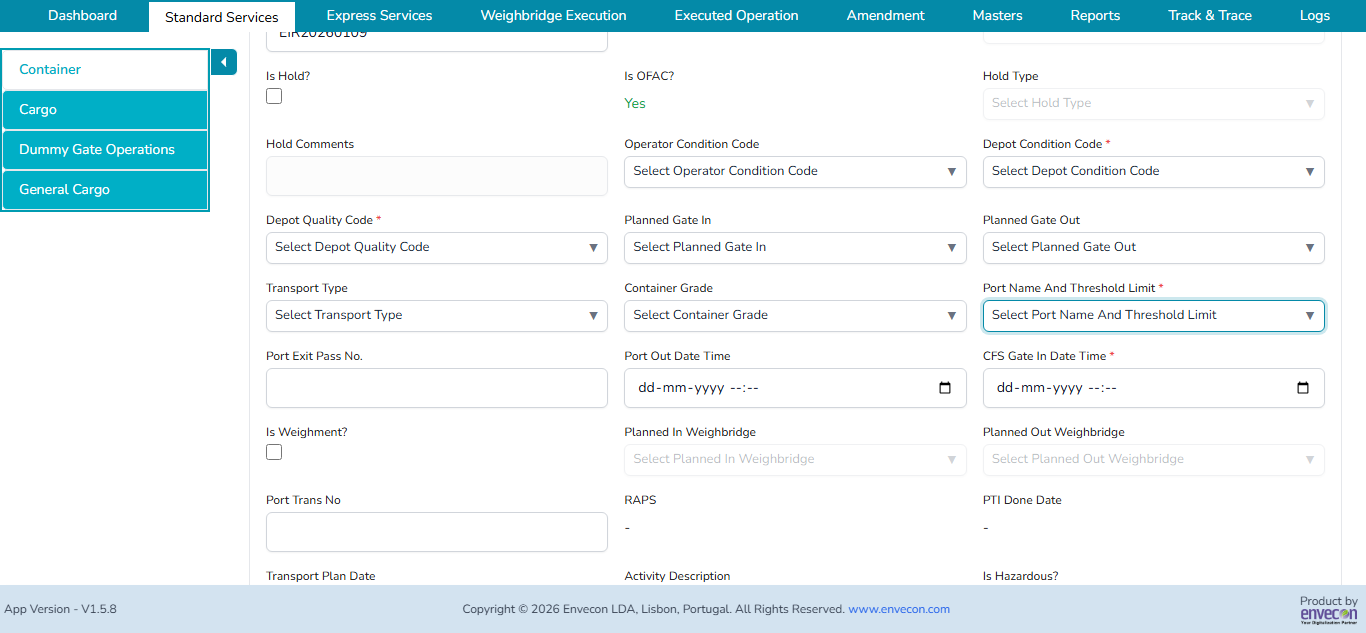 Dashboard Standard Services Express Services Weighbridge Execution Executed Operation Amendment Masters Reports Track & Trace Logs
Container
Cargo
Dummy Gate Operations
General Cargo
EIR20260109
Is Hold? Is OFAC? Hold Type
Yes Select Hold Type
Hold Comments Operator Condition Code Depot Condition Code *
Select Operator Condition Code Select Depot Condition Code
Depot Quality Code * Planned Gate In Planned Gate Out
Select Depot Quality Code Select Planned Gate In Select Planned Gate Out
Transport Type Container Grade Port Name And Threshold Limit *
Select Transport Type Select Container Grade Select Port Name And Threshold Limit
Port Exit Pass No. Port Out Date Time CFS Gate In Date Time *
dd-mm-yyyy --:-- dd-mm-yyyy --:--
Is Weighment? Planned In Weighbridge Planned Out Weighbridge
Select Planned In Weighbridge Select Planned Out Weighbridge
Port Trans No RAPS PTI Done Date
- -
Transport Plan Date Activity Description Is Hazardous?
App Version - V1.5.8 Copyright © 2026 Envecon LDA, Lisbon, Portugal. All Rights Reserved. www.envecon.com Product by
envecon
Your Digitalization Partner